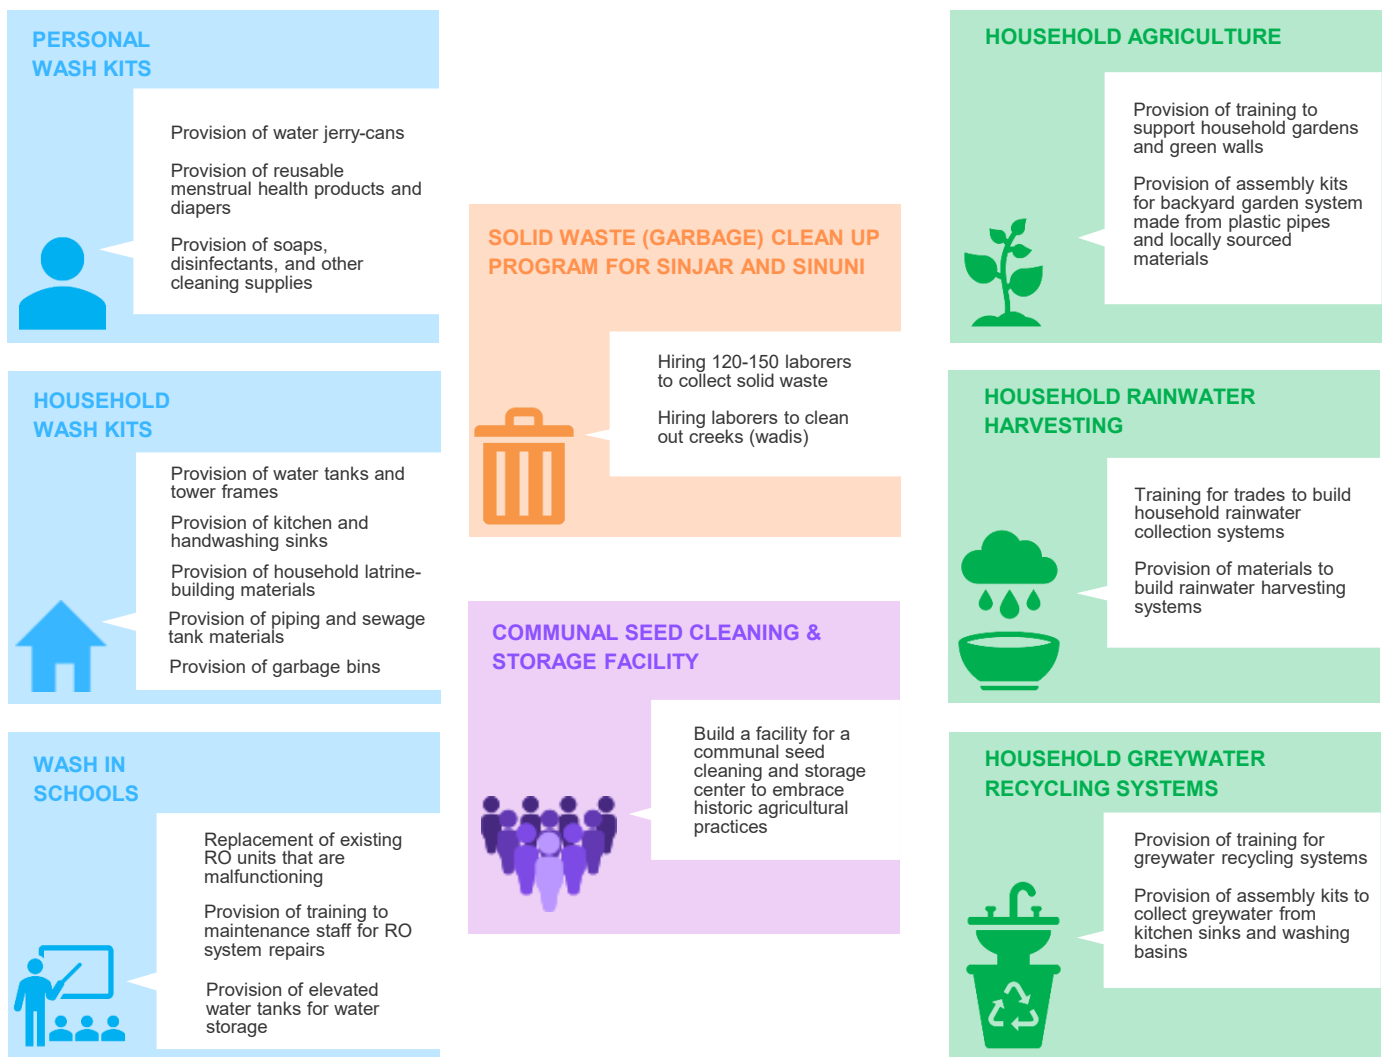 PERSONAL
WASH KITS
Provision of water jerry-cans
Provision of reusable
menstrual health products and
diapers
Provision of soaps,
disinfectants, and other
cleaning supplies
HOUSEHOLD
WASH KITS
Provision of water tanks and
tower frames
Provision of kitchen and
handwashing sinks
Provision of household latrine-
building materials
Provision of piping and sewage
tank materials
Provision of garbage bins
WASH IN
SCHOOLS
Replacement of existing
RO units that are
malfunctioning
Provision of training to
maintenance staff for RO
system repairs
Provision of elevated
water tanks for water
storage
SOLID WASTE (GARBAGE) CLEAN UP
PROGRAM FOR SINJAR AND SINUNI
Hiring 120-150 laborers
to collect solid waste
Hiring laborers to clean
out creeks (wadis)
COMMUNAL SEED CLEANING &
STORAGE FACILITY
Build a facility for a
communal seed
cleaning and storage
center to embrace
historic agricultural
practices
HOUSEHOLD AGRICULTURE
Provision of training to
support household gardens
and green walls
Provision of assembly kits
for backyard garden system
made from plastic pipes
and locally sourced
materials
HOUSEHOLD RAINWATER
HARVESTING
Training for trades to build
household rainwater
collection systems
Provision of materials to
build rainwater harvesting
systems
HOUSEHOLD GREYWATER
RECYCLING SYSTEMS
Provision of training for
greywater recycling systems
Provision of assembly kits to
collect greywater from
kitchen sinks and washing
basins